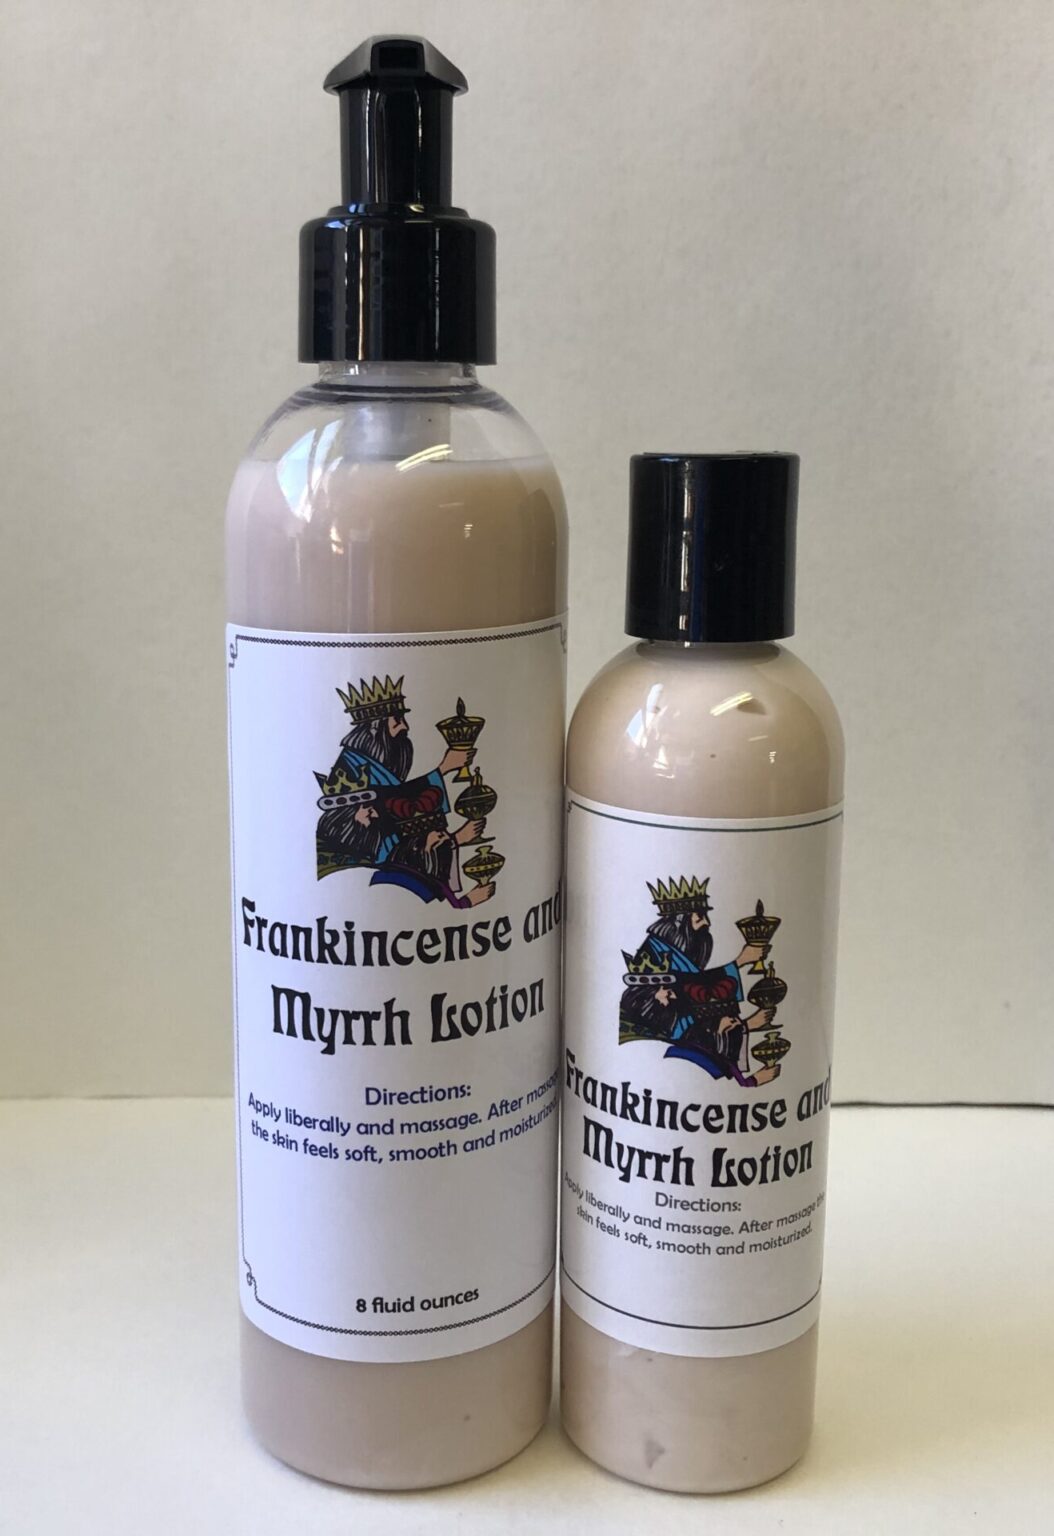 Frankincense and
Myrrh Lotion
Directions:
Apply liberally and massage. After massage
the skin feels soft, smooth and moisturized.
8 fluid ounces
Frankincense and
Myrrh Lotion
Directions:
Apply liberally and massage. After massage the
skin feels soft, smooth and moisturized.